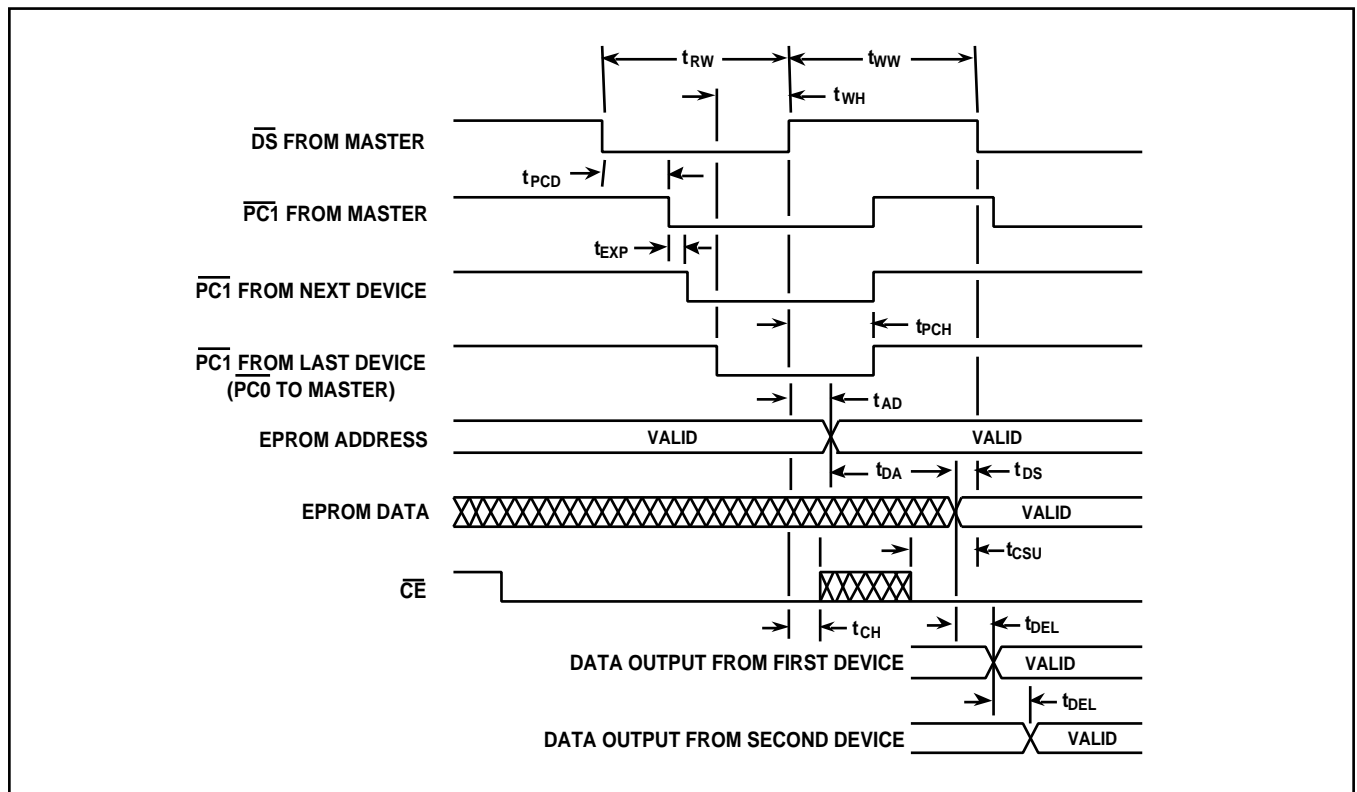 tRW
tWW
tWH
DS FROM MASTER
tPCD
PC1 FROM MASTER
tEXP
PC1 FROM NEXT DEVICE
tPCH
PC1 FROM LAST DEVICE
(PC0 TO MASTER)
tAD
EPROM ADDRESS
VALID
VALID
tDA
tDS
EPROM DATA
VALID
tCSU
CE
tCH
tDEL
DATA OUTPUT FROM FIRST DEVICE
VALID
tDEL
DATA OUTPUT FROM SECOND DEVICE
VALID